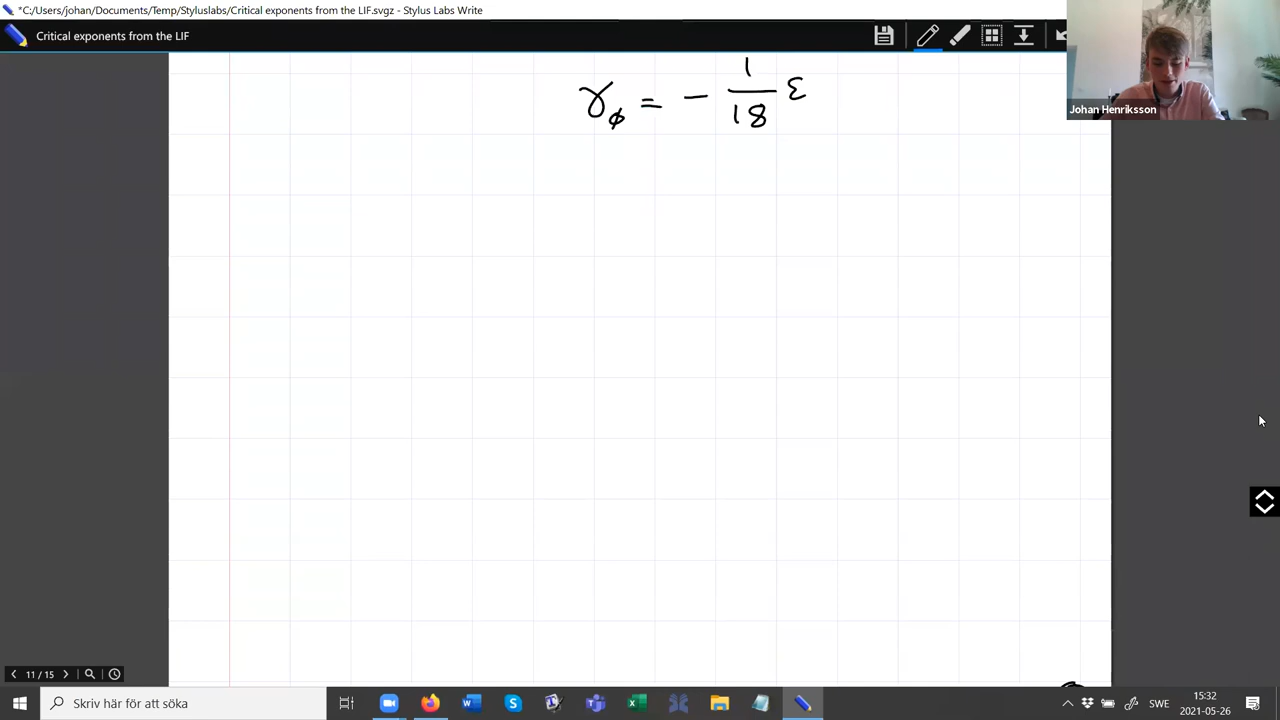 *C:/Users/johan/Documents/Temp/Styluslabs/Critical exponents from the LIF.svgz - Stylus Labs Write
Critical exponents from the LIF
Johan Henriksson
γ_ϕ = - 1/18 ε
11 / 15
Skriv här för att söka
SWE
15:32
2021-05-26